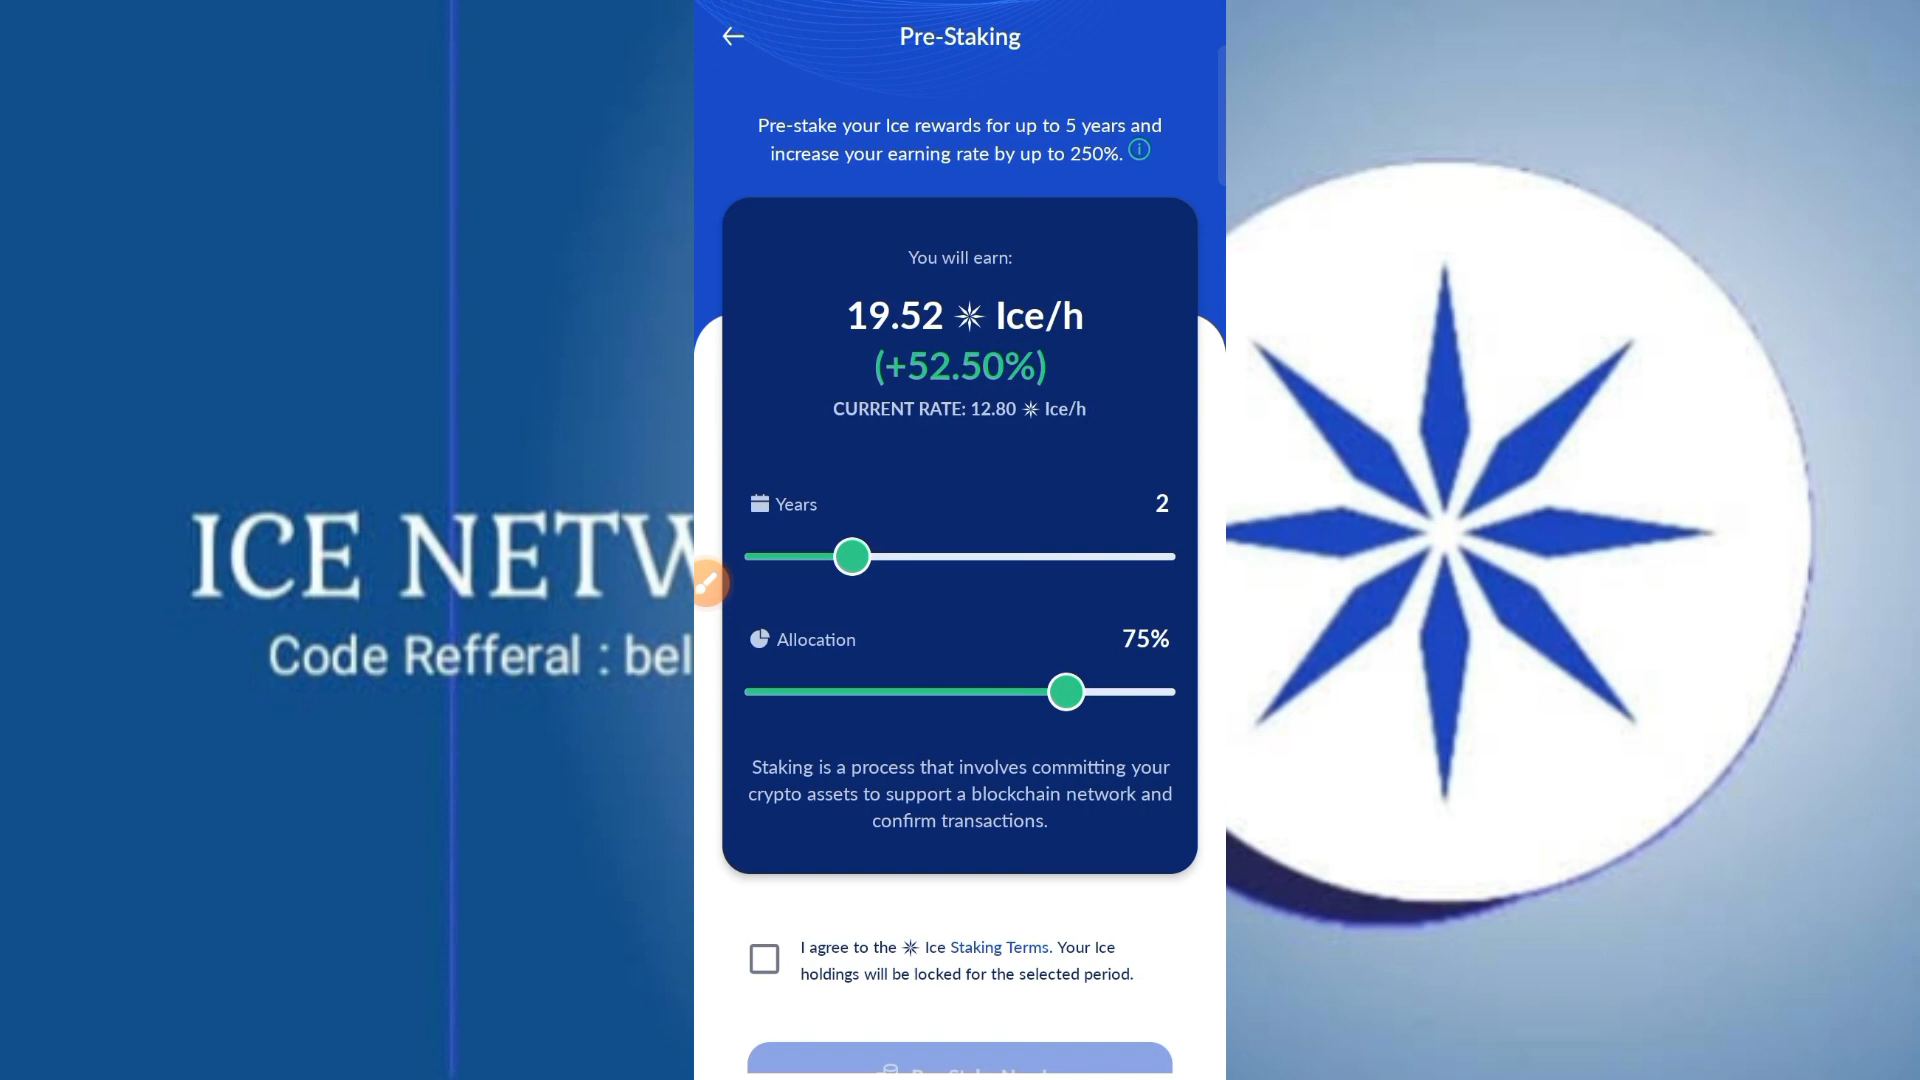 Pre-Staking
Pre-stake your Ice rewards for up to 5 years and
increase your earning rate by up to 250%.
You will earn:
19.52 Ice/h
(+52.50%)
CURRENT RATE: 12.80 Ice/h
Years 2
Allocation 75%
Staking is a process that involves committing your
crypto assets to support a blockchain network and
confirm transactions.
I agree to the Ice Staking Terms. Your Ice
holdings will be locked for the selected period.
ICE NETW
Code Refferal : bel